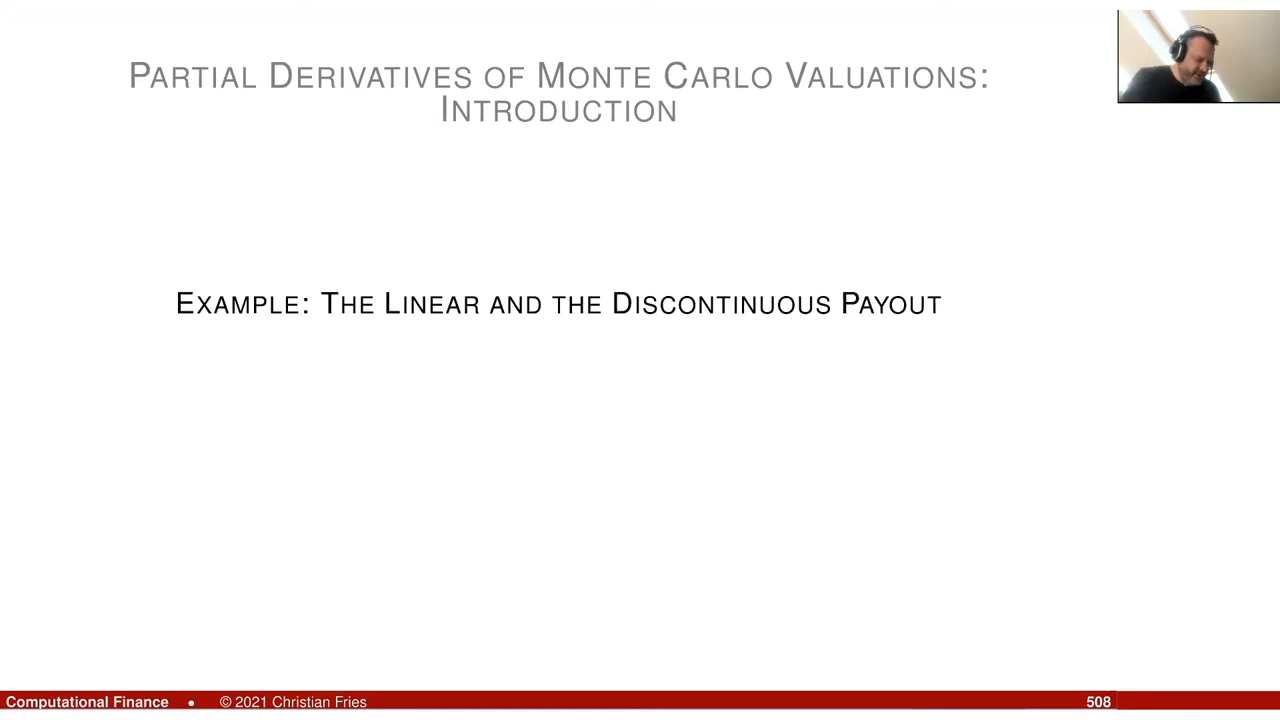 PARTIAL DERIVATIVES OF MONTE CARLO VALUATIONS:
INTRODUCTION
EXAMPLE: THE LINEAR AND THE DISCONTINUOUS PAYOUT
Computational Finance • © 2021 Christian Fries 508